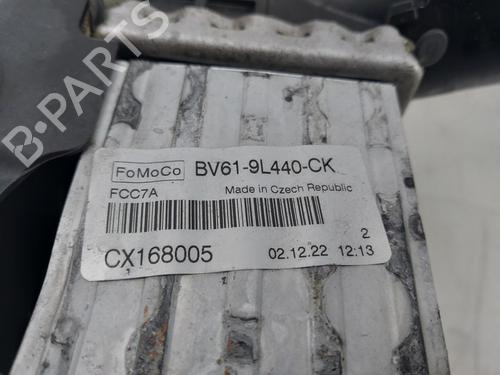 B-PARTS
FoMoCo BV61-9L440-CK
FCC7A Made in Czech Republic
2
CX168005 02.12.22 12:13